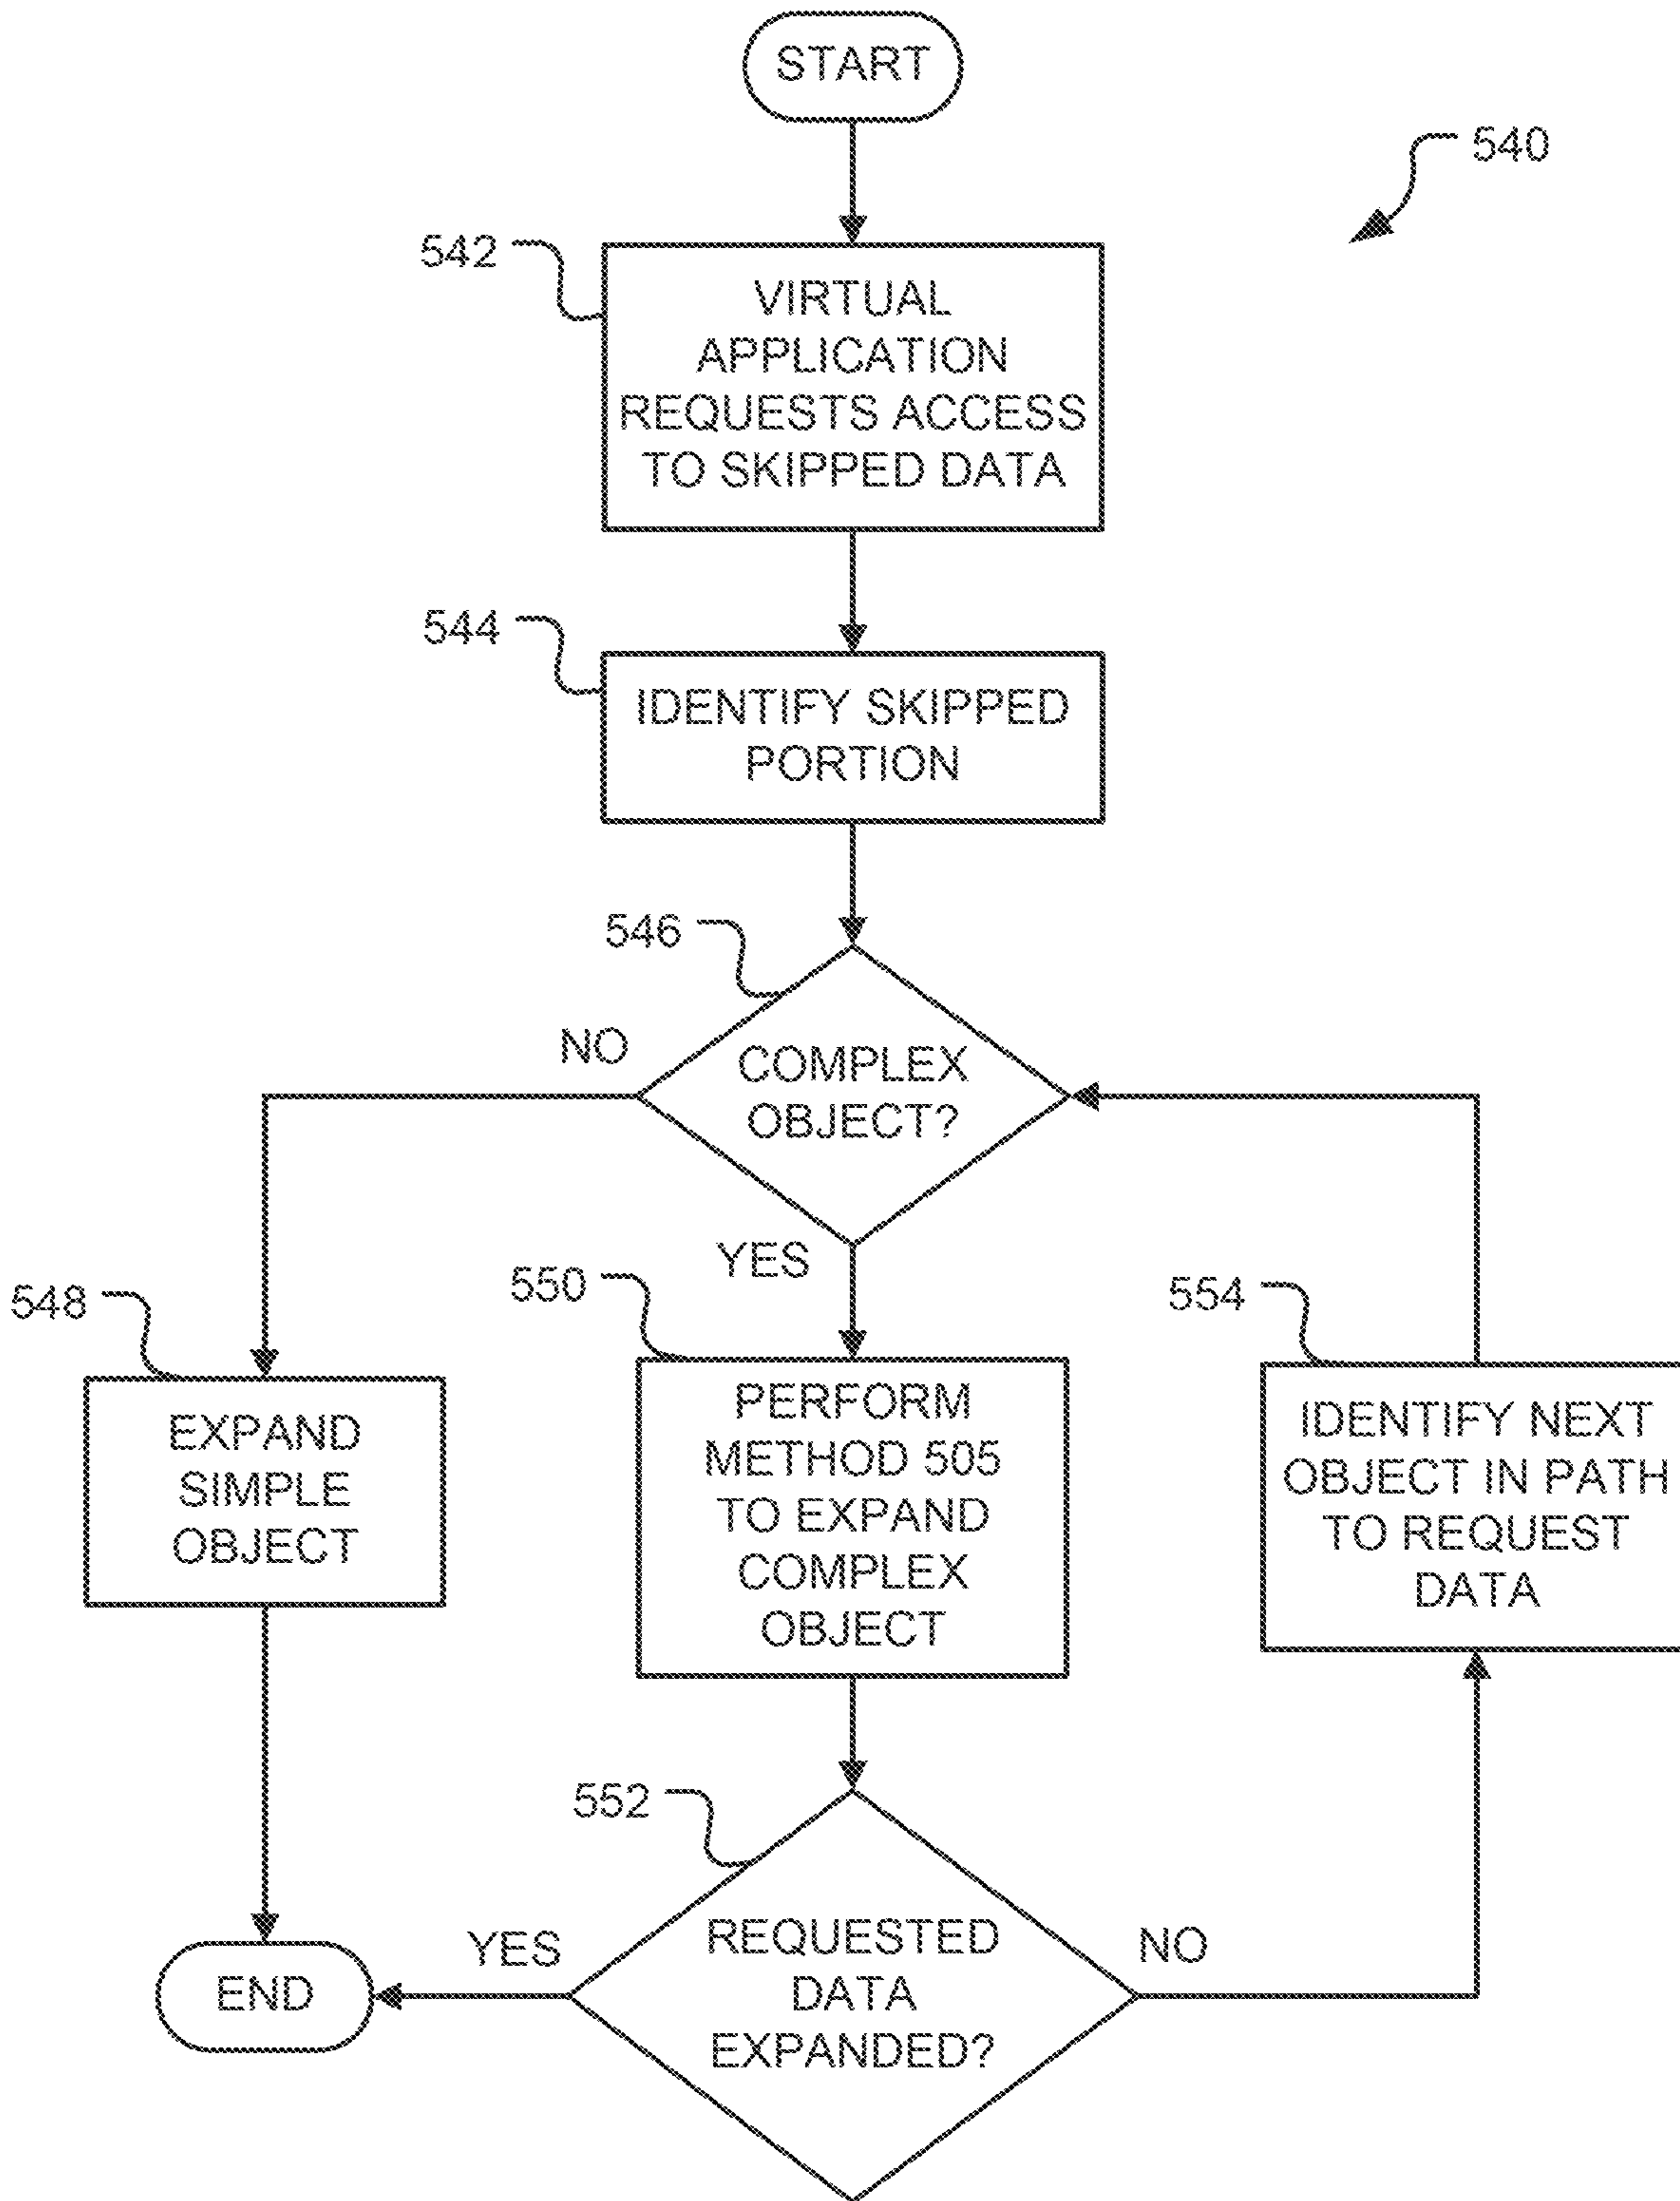 START
540
542
VIRTUAL
APPLICATION
REQUESTS ACCESS
TO SKIPPED DATA
544
IDENTIFY SKIPPED
PORTION
546
NO
COMPLEX
OBJECT?
YES
548
EXPAND
SIMPLE
OBJECT
550
PERFORM
METHOD 505
TO EXPAND
COMPLEX
OBJECT
554
IDENTIFY NEXT
OBJECT IN PATH
TO REQUEST
DATA
552
YES
REQUESTED
DATA
EXPANDED?
NO
END